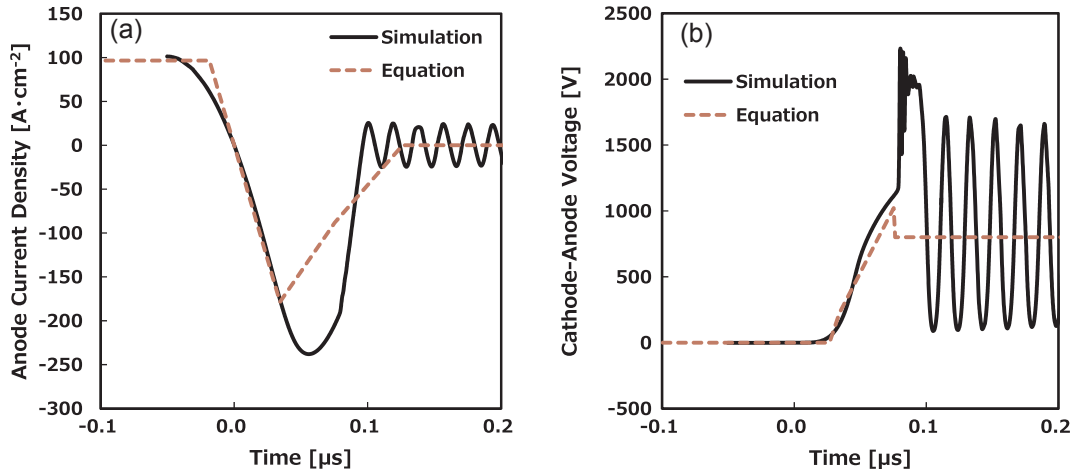 (a)
Simulation
Equation
150
100
50
0
-50
-100
-150
-200
-250
-300
Anode Current Density [A·cm⁻²]
-0.1
0.0
0.1
0.2
Time [µs]
(b)
Simulation
Equation
2500
2000
1500
1000
500
0
-500
Cathode-Anode Voltage [V]
-0.1
0.0
0.1
0.2
Time [µs]